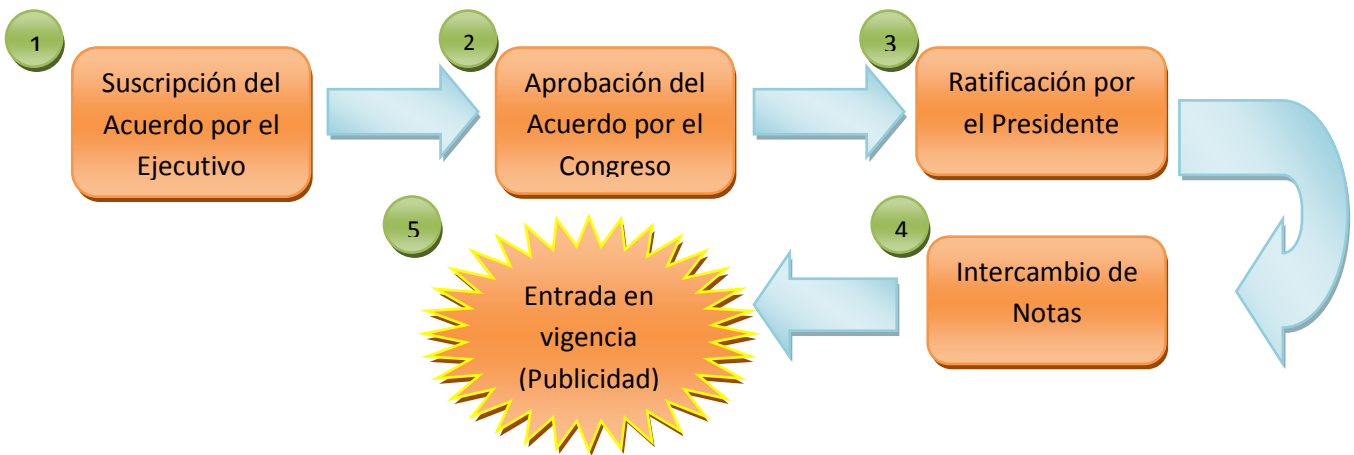 1
Suscripción del
Acuerdo por el
Ejecutivo
2
Aprobación del
Acuerdo por el
Congreso
3
Ratificación por
el Presidente
4
Intercambio de
Notas
5
Entrada en
vigencia
(Publicidad)